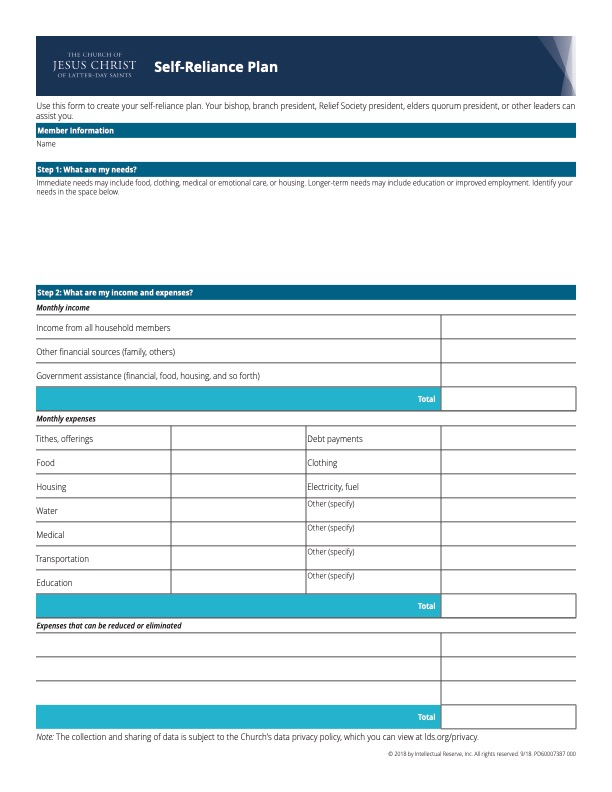 THE CHURCH OF
JESUS CHRIST
OF LATTER-DAY SAINTS
Self-Reliance Plan
Use this form to create your self-reliance plan. Your bishop, branch president, Relief Society president, elders quorum president, or other leaders can
assist you.
Member Information
Name
Step 1: What are my needs?
Immediate needs may include food, clothing, medical or emotional care, or housing. Longer-term needs may include education or improved employment. Identify your
needs in the space below.
Step 2: What are my income and expenses?
Monthly income
Income from all household members
Other financial sources (family, others)
Government assistance (financial, food, housing, and so forth)
Total
Monthly expenses
Tithes, offerings
Debt payments
Food
Clothing
Housing
Electricity, fuel
Water
Other (specify)
Medical
Other (specify)
Transportation
Other (specify)
Education
Other (specify)
Total
Expenses that can be reduced or eliminated
Total
Note: The collection and sharing of data is subject to the Church's data privacy policy, which you can view at lds.org/privacy.
© 2018 by Intellectual Reserve, Inc. All rights reserved. 9/18. PD60007387 000